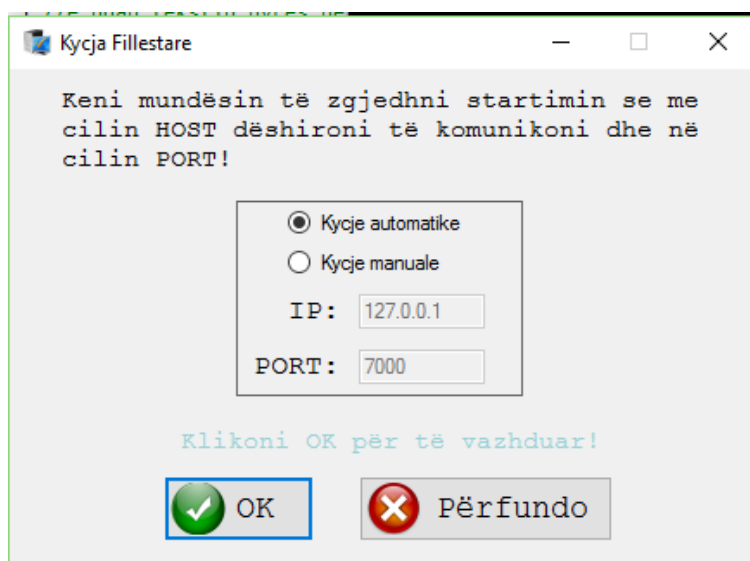 Kycja Fillestare
Keni mundësin të zgjedhni startimin se me
cilin HOST dëshironi të komunikoni dhe në
cilin PORT!
Kycje automatike
Kycje manuale
IP: 127.0.0.1
PORT: 7000
Klikoni OK për të vazhduar!
OK Përfundo